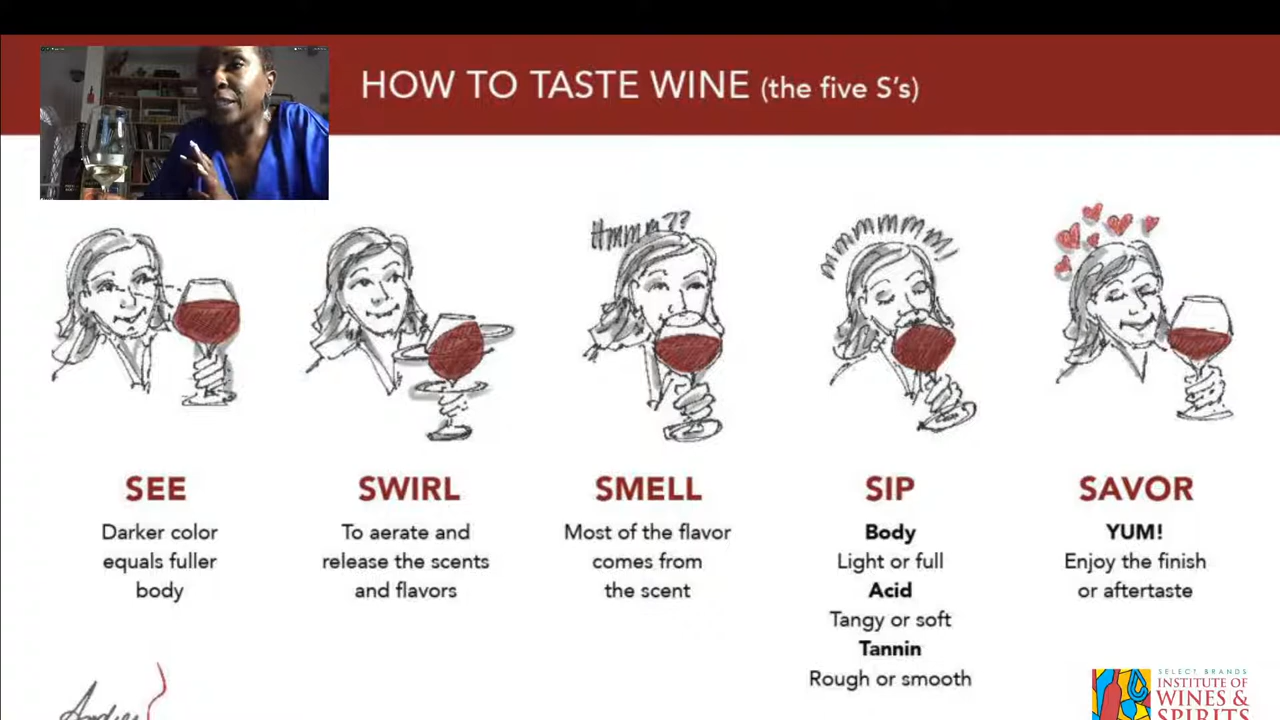 HOW TO TASTE WINE (the five S's)
Hmmm??
mmmmm
SEE
Darker color
equals fuller
body
SWIRL
To aerate and
release the scents
and flavors
SMELL
Most of the flavor
comes from
the scent
SIP
Body
Light or full
Acid
Tangy or soft
Tannin
Rough or smooth
SAVOR
YUM!
Enjoy the finish
or aftertaste
SELECT BRANDS
INSTITUTE OF
WINES &
SPIRITS